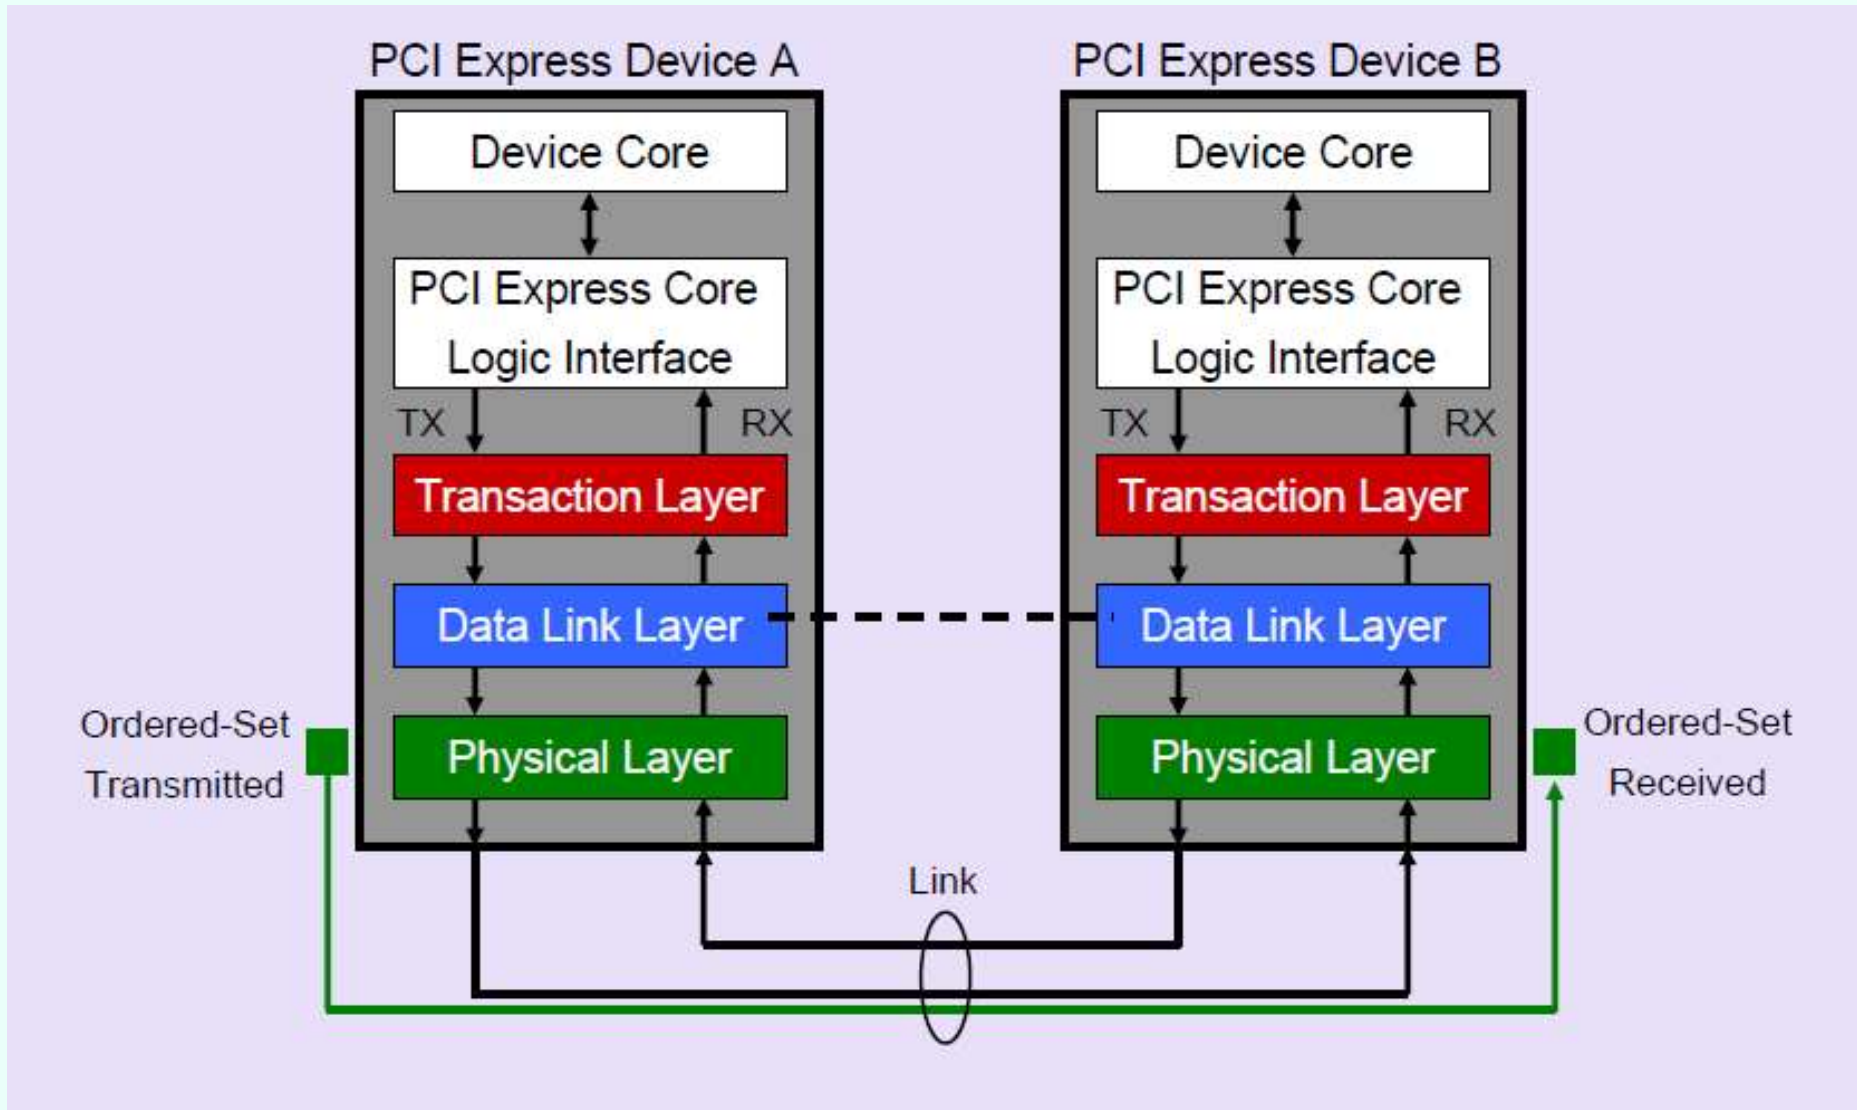 PCI Express Device A
Device Core
PCI Express Core
Logic Interface
TX
RX
Transaction Layer
Data Link Layer
Physical Layer
Ordered-Set
Transmitted
PCI Express Device B
Device Core
PCI Express Core
Logic Interface
TX
RX
Transaction Layer
Data Link Layer
Physical Layer
Ordered-Set
Received
Link